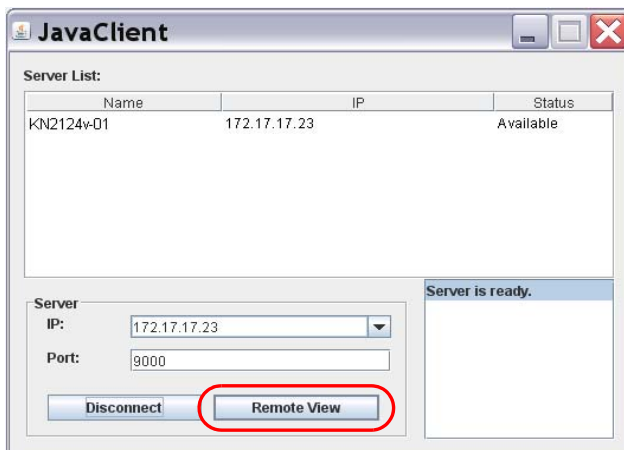 JavaClient
Server List:
Name IP Status
KN2124v-01 172.17.17.23 Available
Server is ready.
Server
IP: 172.17.17.23
Port: 9000
Disconnect Remote View